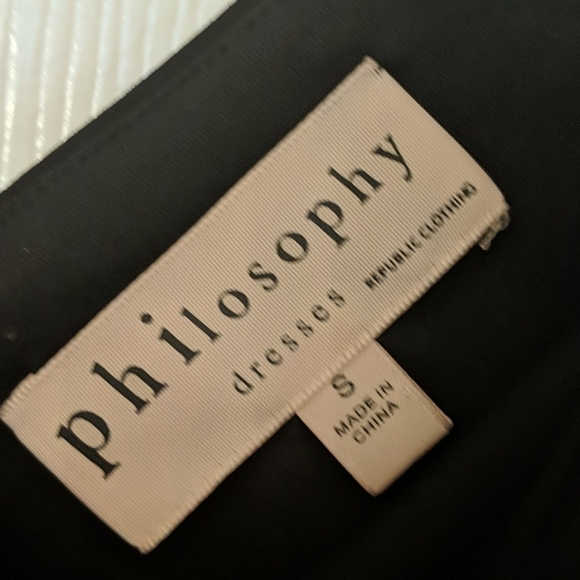 philosophy
dresses
REPUBLIC CLOTHING
S
MADE IN
CHINA